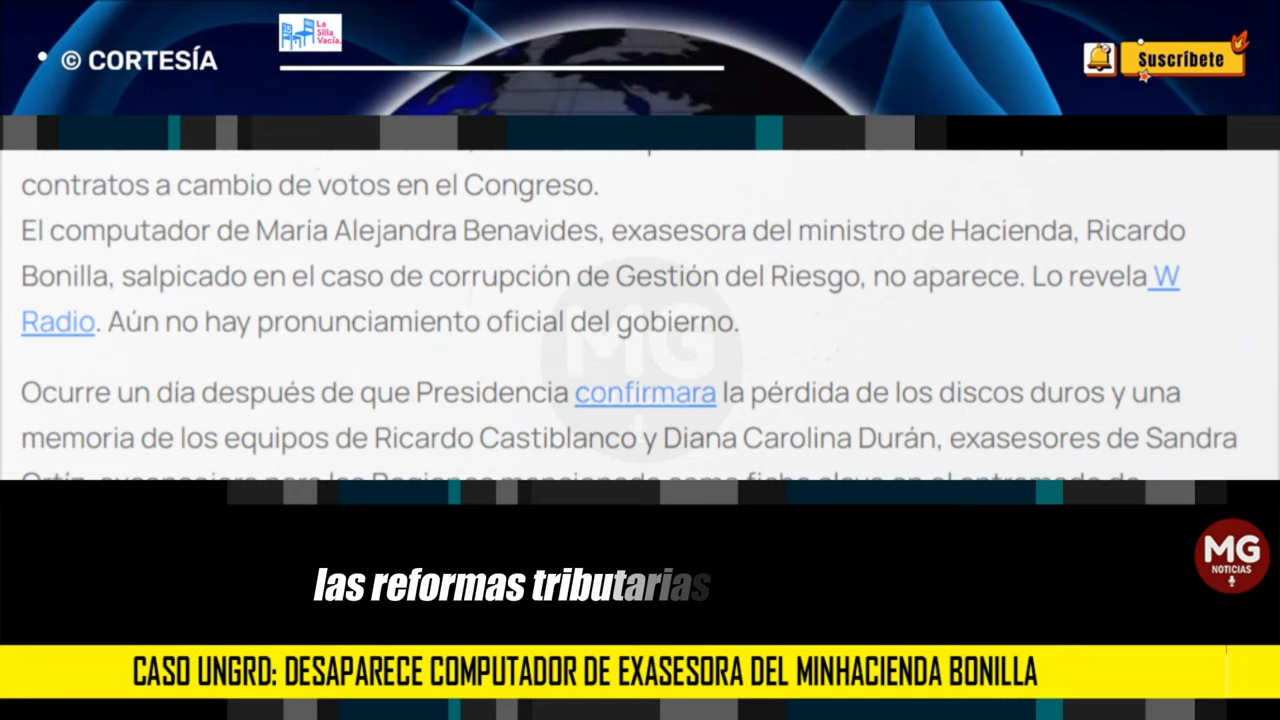 © CORTESÍA
La
Silla
Vacía.
Suscríbete
contratos a cambio de votos en el Congreso.
El computador de María Alejandra Benavides, exasesora del ministro de Hacienda, Ricardo
Bonilla, salpicado en el caso de corrupción de Gestión del Riesgo, no aparece. Lo revela W
Radio. Aún no hay pronunciamiento oficial del gobierno.
MG
Ocurre un día después de que Presidencia confirmara la pérdida de los discos duros y una
memoria de los equipos de Ricardo Castiblanco y Diana Carolina Durán, exasesores de Sandra
las reformas tributarias
MG
NOTICIAS
CASO UNGRD: DESAPARECE COMPUTADOR DE EXASESORA DEL MINHACIENDA BONILLA